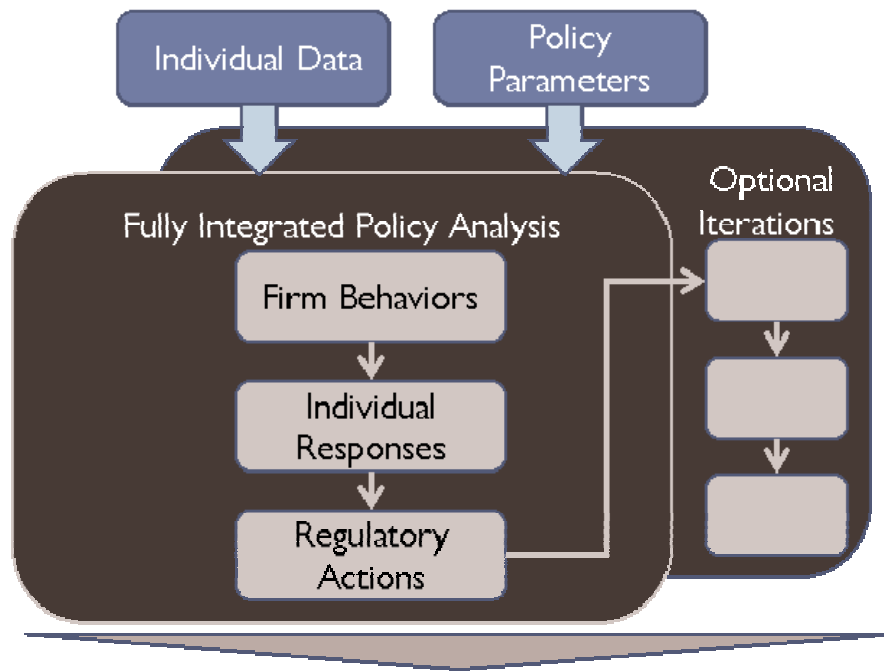 Individual Data
Policy
Parameters
Optional
Iterations
Fully Integrated Policy Analysis
Firm Behaviors
Individual
Responses
Regulatory
Actions